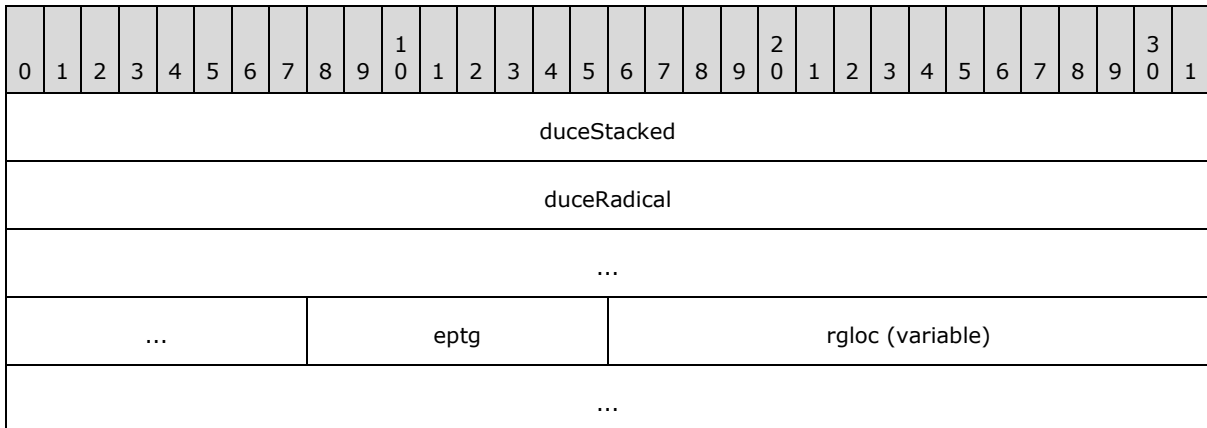 1 2 3
0 1 2 3 4 5 6 7 8 9 0 1 2 3 4 5 6 7 8 9 0 1 2 3 4 5 6 7 8 9 0 1
duceStacked
duceRadical
...
... eptg rgloc (variable)
...